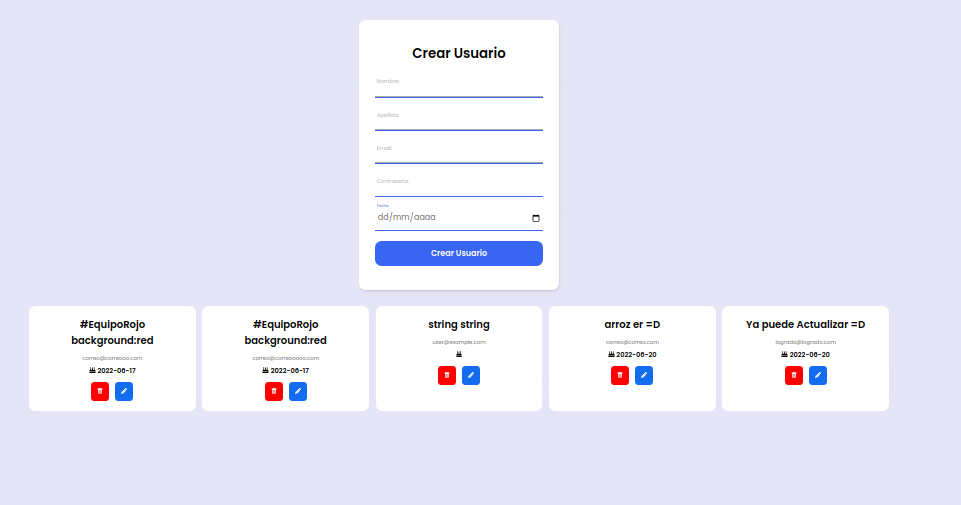 Crear Usuario
Nombre
Apellido
Email
Contraseña
Fecha
dd/mm/aaaa
Crear Usuario
#EquipoRojo
background:red
correo@correooo.com
2022-06-17
#EquipoRojo
background:red
correo@correooooo.com
2022-06-17
string string
user@example.com
arroz er =D
correo@correo.com
2022-06-20
Ya puede Actualizar =D
logrado@logrado.com
2022-06-20